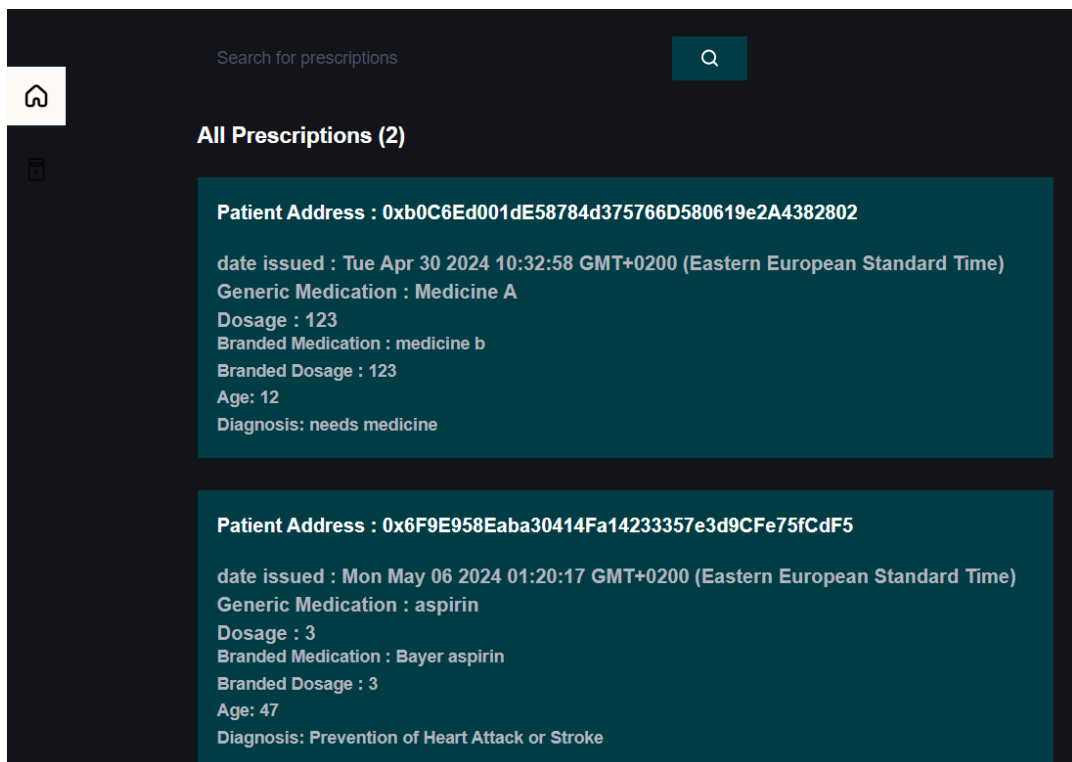 Search for prescriptions
All Prescriptions (2)
Patient Address : 0xb0C6Ed001dE58784d375766D580619e2A4382802
date issued : Tue Apr 30 2024 10:32:58 GMT+0200 (Eastern European Standard Time)
Generic Medication : Medicine A
Dosage : 123
Branded Medication : medicine b
Branded Dosage : 123
Age: 12
Diagnosis: needs medicine
Patient Address : 0x6F9E958Eaba30414Fa14233357e3d9CFe75fCdF5
date issued : Mon May 06 2024 01:20:17 GMT+0200 (Eastern European Standard Time)
Generic Medication : aspirin
Dosage : 3
Branded Medication : Bayer aspirin
Branded Dosage : 3
Age: 47
Diagnosis: Prevention of Heart Attack or Stroke